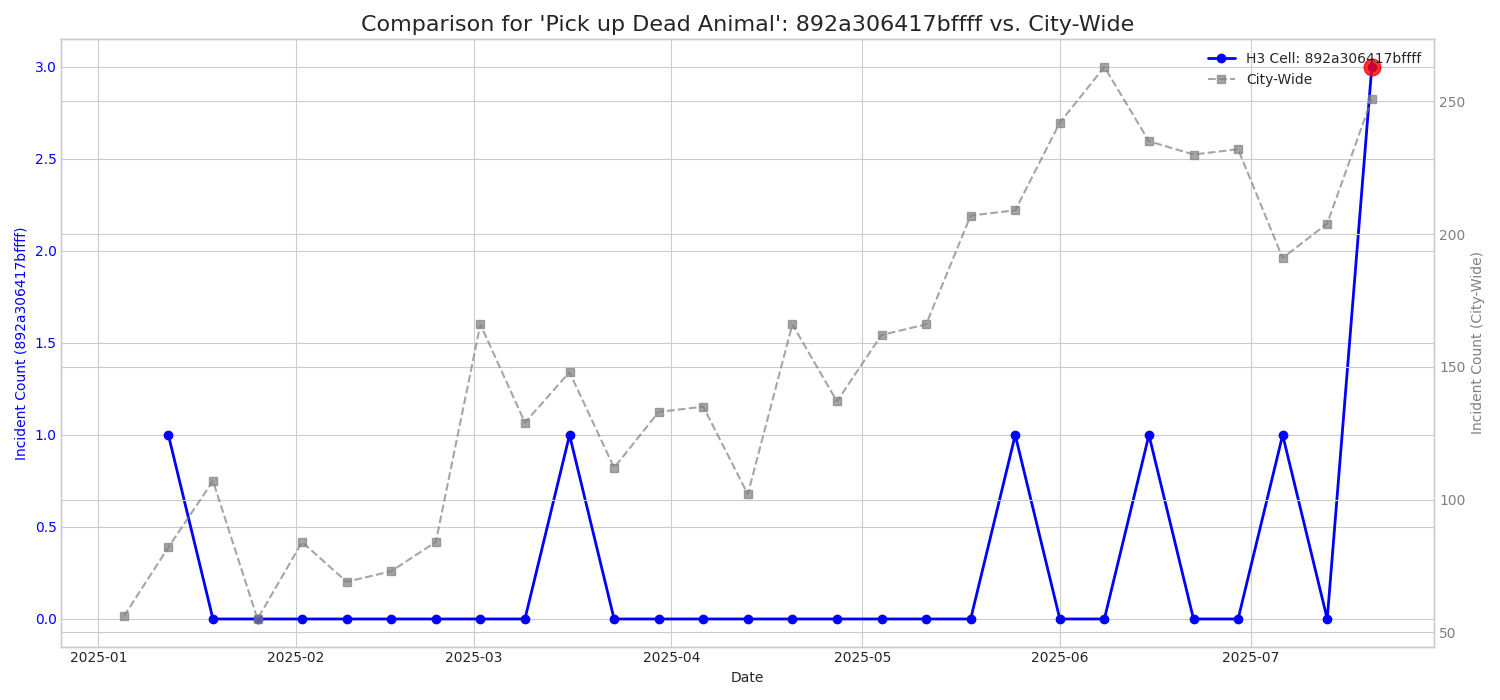 Comparison for 'Pick up Dead Animal': 892a306417bffff vs. City-Wide
H3 Cell: 892a306417bffff
City-Wide
Incident Count (892a306417bffff)
3.0
2.5
2.0
1.5
1.0
0.5
0.0
Incident Count (City-Wide)
250
200
150
100
50
2025-01 2025-02 2025-03 2025-04 2025-05 2025-06 2025-07
Date